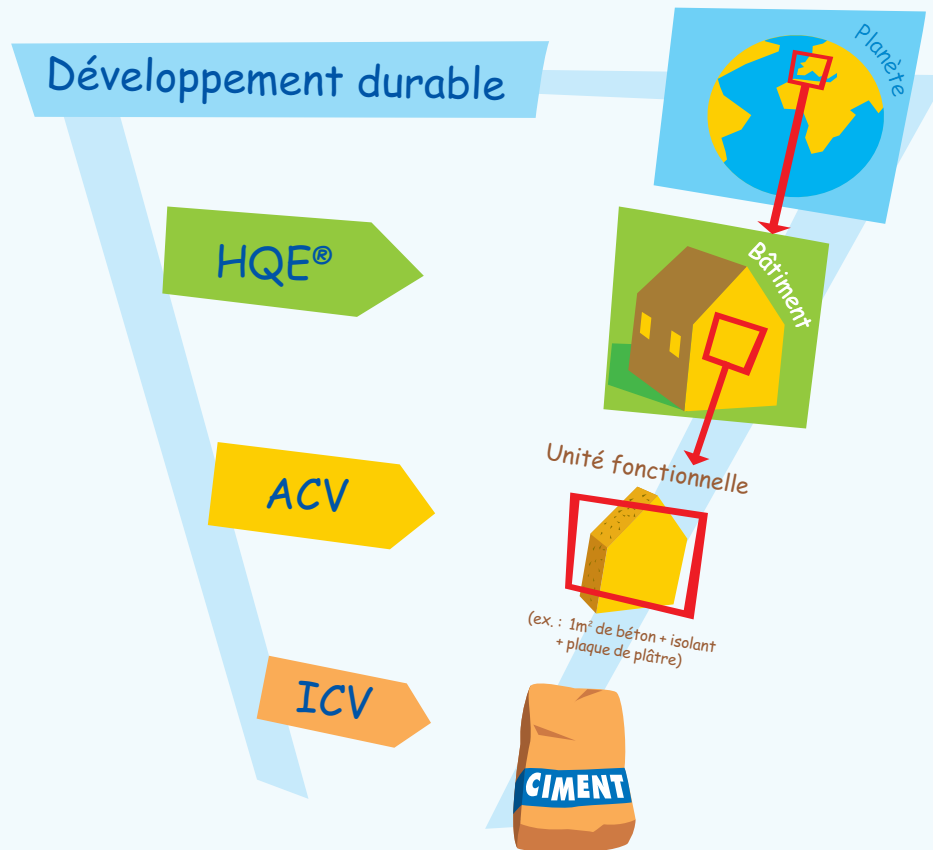 Développement durable
Planète
HQE®
Bâtiment
ACV
Unité fonctionnelle
(ex. : 1m² de béton + isolant
+ plaque de plâtre)
ICV
CIMENT